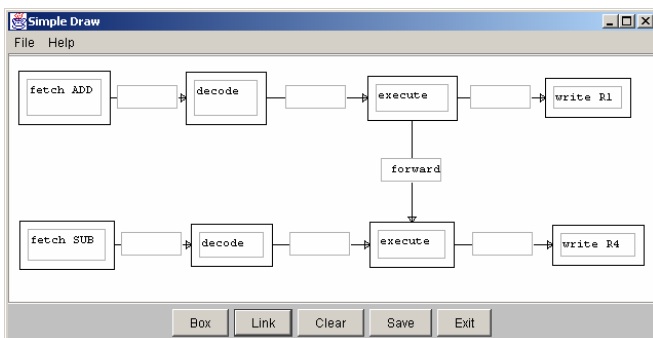 Simple Draw
File Help
fetch ADD decode execute write R1
forward
fetch SUB decode execute write R4
Box Link Clear Save Exit